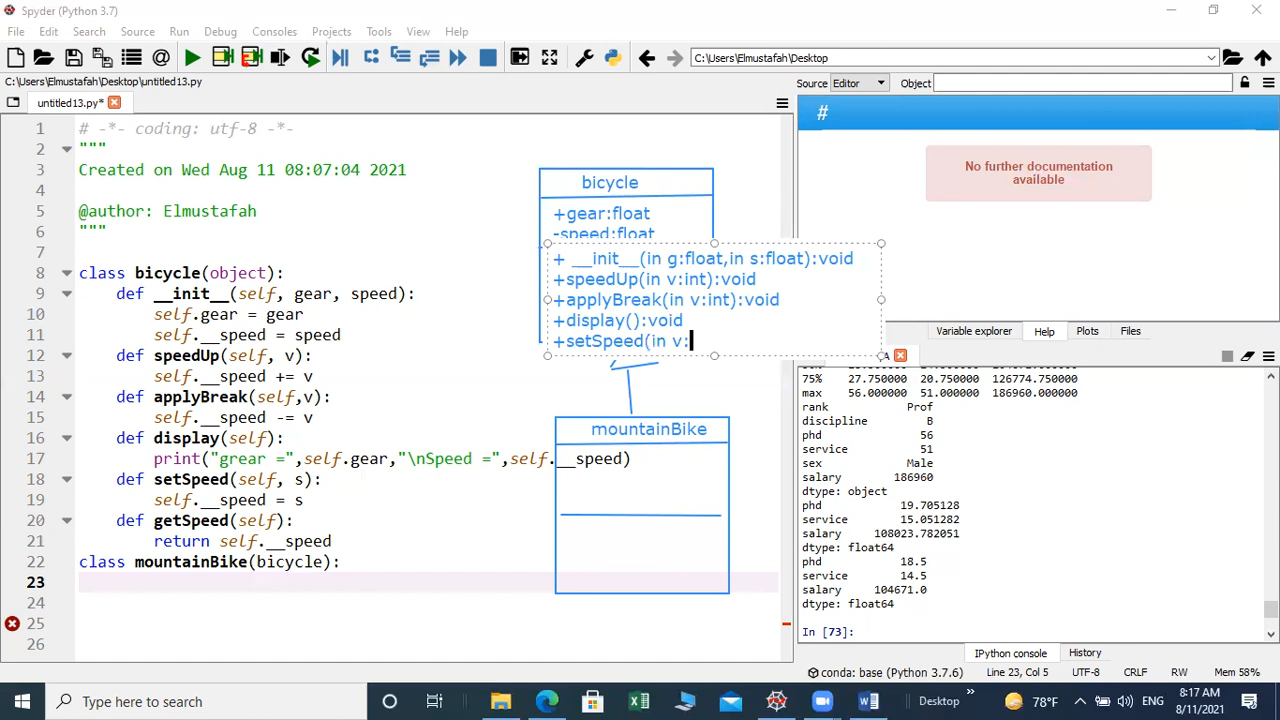 Spyder (Python 3.7)
File Edit Search Source Run Debug Consoles Projects Tools View Help
C:\Users\Elmustafah\Desktop
C:\Users\Elmustafah\Desktop\untitled13.py
untitled13.py*
1 # -*- coding: utf-8 -*-
2 """
3 Created on Wed Aug 11 08:07:04 2021
4
5 @author: Elmustafah
6 """
7
8 class bicycle(object):
9 def __init__(self, gear, speed):
10 self.gear = gear
11 self.__speed = speed
12 def speedUp(self, v):
13 self.__speed += v
14 def applyBreak(self,v):
15 self.__speed -= v
16 def display(self):
17 print("grear =",self.gear,"\nSpeed =",self.__speed)
18 def setSpeed(self, s):
19 self.__speed = s
20 def getSpeed(self):
21 return self.__speed
22 class mountainBike(bicycle):
23
24
25
26
bicycle
+gear:float
-speed:float
+ __init__(in g:float,in s:float):void
+speedUp(in v:int):void
+applyBreak(in v:int):void
+display():void
+setSpeed(in v:
mountainBike
Source Editor Object
#
No further documentation
available
Variable explorer Help Plots Files
75% 27.750000 20.750000 126774.750000
max 56.000000 51.000000 186960.000000
rank Prof
discipline B
phd 56
service 51
sex Male
salary 186960
dtype: object
phd 19.705128
service 15.051282
salary 108023.782051
dtype: float64
phd 18.5
service 14.5
salary 104671.0
dtype: float64
In [73]:
IPython console History
conda: base (Python 3.7.6) Line 23, Col 5 UTF-8 CRLF RW Mem 58%
Type here to search
Desktop
78°F
ENG
8:17 AM
8/11/2021